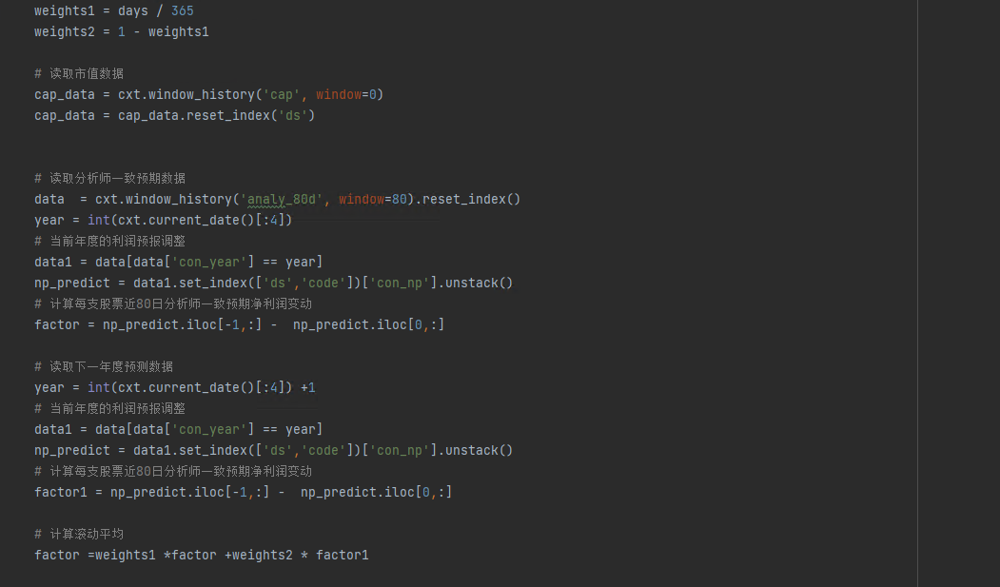 weights1 = days / 365
weights2 = 1 - weights1
# 读取市值数据
cap_data = cxt.window_history('cap', window=0)
cap_data = cap_data.reset_index('ds')
# 读取分析师一致预期数据
data  = cxt.window_history('analy_80d', window=80).reset_index()
year = int(cxt.current_date()[:4])
# 当前年度的利润预报调整
data1 = data[data['con_year'] == year]
np_predict = data1.set_index(['ds','code'])['con_np'].unstack()
# 计算每支股票近80日分析师一致预期净利润变动
factor = np_predict.iloc[-1,:] -  np_predict.iloc[0,:]
# 读取下一年度预测数据
year = int(cxt.current_date()[:4]) +1
# 当前年度的利润预报调整
data1 = data[data['con_year'] == year]
np_predict = data1.set_index(['ds','code'])['con_np'].unstack()
# 计算每支股票近80日分析师一致预期净利润变动
factor1 = np_predict.iloc[-1,:] -  np_predict.iloc[0,:]
# 计算滚动平均
factor =weights1 *factor +weights2 * factor1